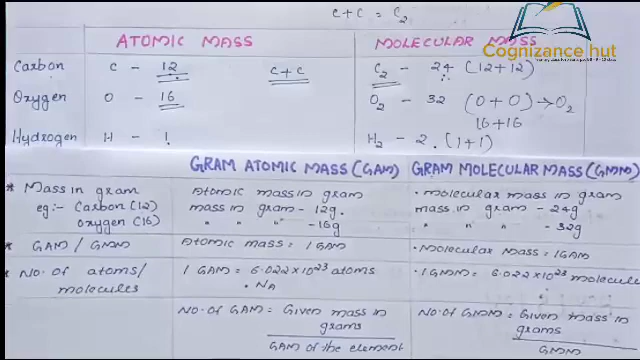 C+C = C2
ATOMIC MASS
MOLECULAR MASS
Cognizance hut
Carbon C - 12 C+C C2 - 24 (12+12)
Oxygen O - 16 O2 - 32 (O+O)→O2
16+16
Hydrogen H - 1 H2 - 2 (1+1)
GRAM ATOMIC MASS(GAM) GRAM MOLECULAR MASS(GMM)
* Mass in gram Atomic mass in gram • Molecular mass in gram
eg:- Carbon (12) mass in gram - 12g. mass in gram - 24g
Oxygen (16) " " " - 16g " " " - 32g
* GAM / GMM Atomic mass = 1 GAM • Molecular Mass = 1GAM
* No. of atoms/ 1 GAM = 6.022×10^23 atoms • 1GMM = 6.022×10^23 molecule
molecules • NA
No. of GAM = Given mass in No. of GMM = Given mass in
grams grams
GAM of the element GMM